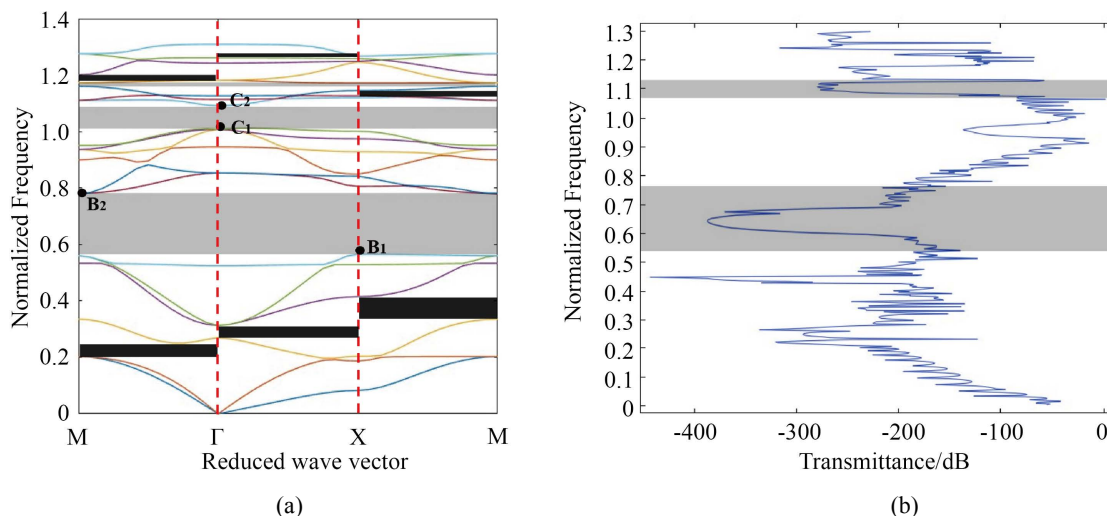 1.4
1.2
1.0
0.8
0.6
0.4
0.2
0
Normalized Frequency
C2
C1
B2
B1
M Γ X M
Reduced wave vector
(a)
1.3
1.2
1.1
1.0
0.9
0.8
0.7
0.6
0.5
0.4
0.3
0.2
0.1
0
Normalized Frequency
-400 -300 -200 -100 0
Transmittance/dB
(b)